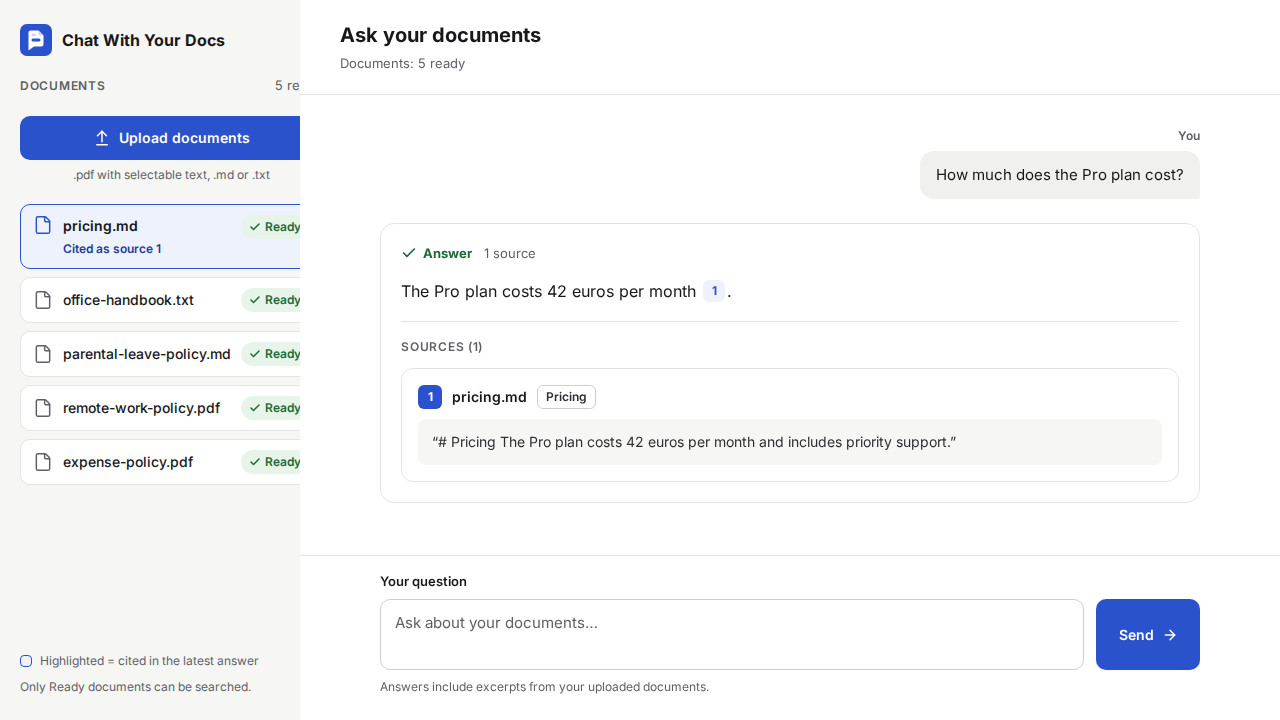 Chat With Your Docs
DOCUMENTS
5 re
Upload documents
.pdf with selectable text, .md or .txt
pricing.md
Ready
Cited as source 1
office-handbook.txt
Ready
parental-leave-policy.md
Ready
remote-work-policy.pdf
Ready
expense-policy.pdf
Ready
Highlighted = cited in the latest answer
Only Ready documents can be searched.
Ask your documents
Documents: 5 ready
You
How much does the Pro plan cost?
Answer 1 source
The Pro plan costs 42 euros per month 1.
SOURCES (1)
1 pricing.md Pricing
“# Pricing The Pro plan costs 42 euros per month and includes priority support.”
Your question
Ask about your documents...
Send
Answers include excerpts from your uploaded documents.